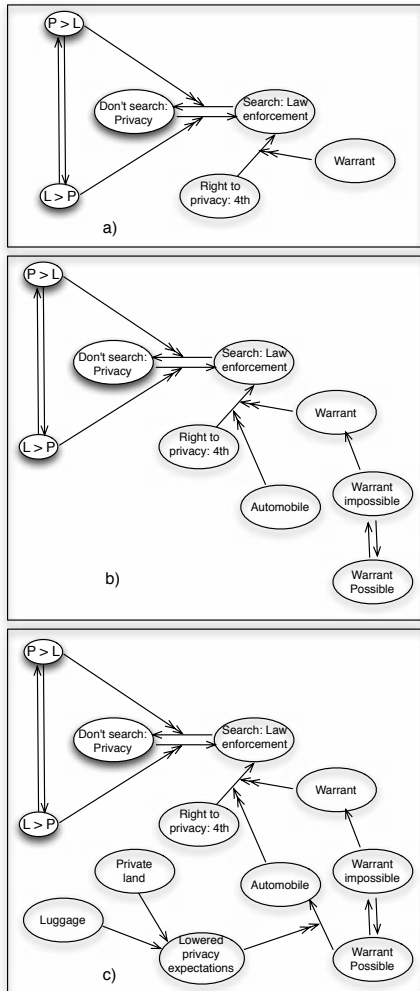 P > L
Don't search:
Privacy
Search: Law
enforcement
Warrant
Right to
privacy: 4th
L > P
a)
P > L
Don't search:
Privacy
Search: Law
enforcement
Warrant
Right to
privacy: 4th
L > P
Automobile
Warrant
impossible
Warrant
Possible
b)
P > L
Don't search:
Privacy
Search: Law
enforcement
Warrant
Right to
privacy: 4th
L > P
Private
land
Automobile
Warrant
impossible
Luggage
Lowered
privacy
expectations
Warrant
Possible
c)